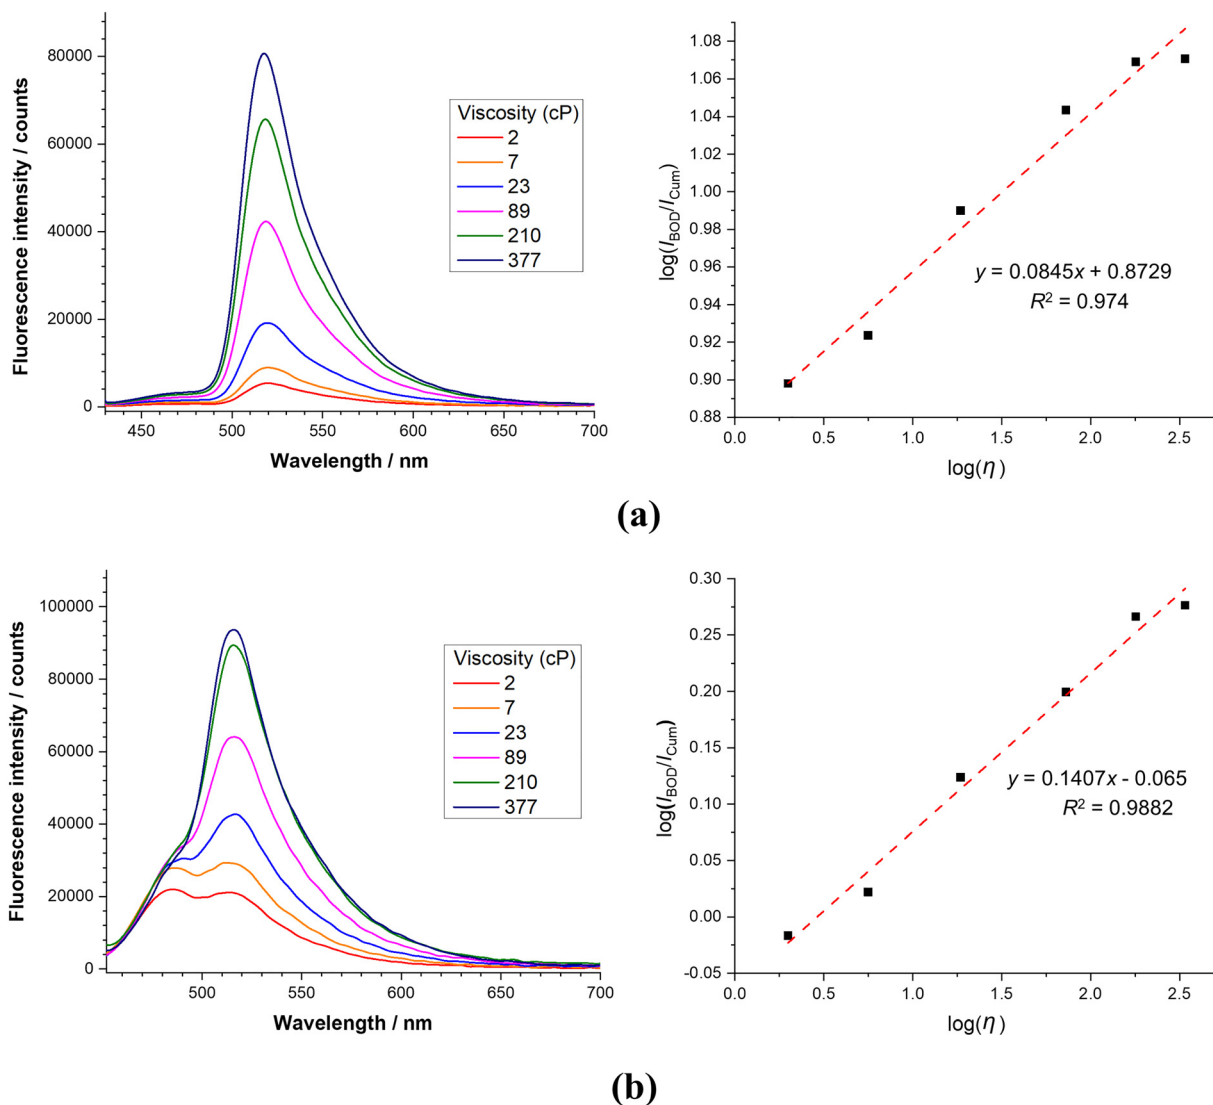 Fluorescence intensity / counts
80000
60000
40000
20000
0
450 500 550 600 650 700
Wavelength / nm
Viscosity (cP)
2
7
23
89
210
377
log(I_BOD/I_Cum)
1.08
1.06
1.04
1.02
1.00
0.98
0.96
0.94
0.92
0.90
0.88
0.0 0.5 1.0 1.5 2.0 2.5
log(η)
y = 0.0845x + 0.8729
R² = 0.974
(a)
Fluorescence intensity / counts
100000
80000
60000
40000
20000
0
500 550 600 650 700
Wavelength / nm
Viscosity (cP)
2
7
23
89
210
377
log(I_BOD/I_Cum)
0.30
0.25
0.20
0.15
0.10
0.05
0.00
-0.05
0.0 0.5 1.0 1.5 2.0 2.5
log(η)
y = 0.1407x - 0.065
R² = 0.9882
(b)